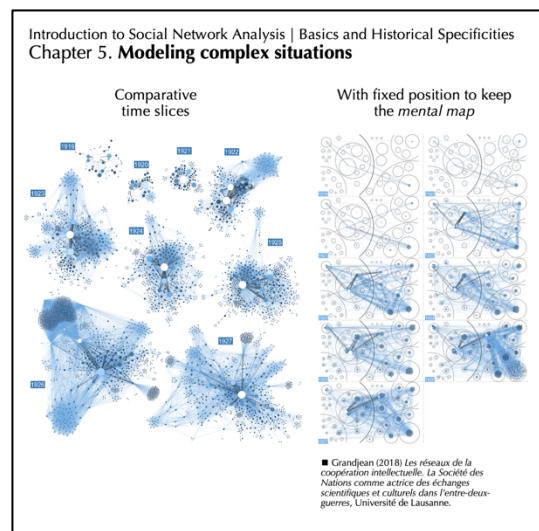 Introduction to Social Network Analysis | Basics and Historical Specificities
Chapter 5. Modeling complex situations
Comparative
time slices
With fixed position to keep
the mental map
1919
1920
1921
1922
1923
1924
1925
1926
1927
■ Grandjean (2018) Les réseaux de la
coopération intellectuelle. La Société des
Nations comme actrice des échanges
scientifiques et culturels dans l'entre-deux-
guerres, Université de Lausanne.